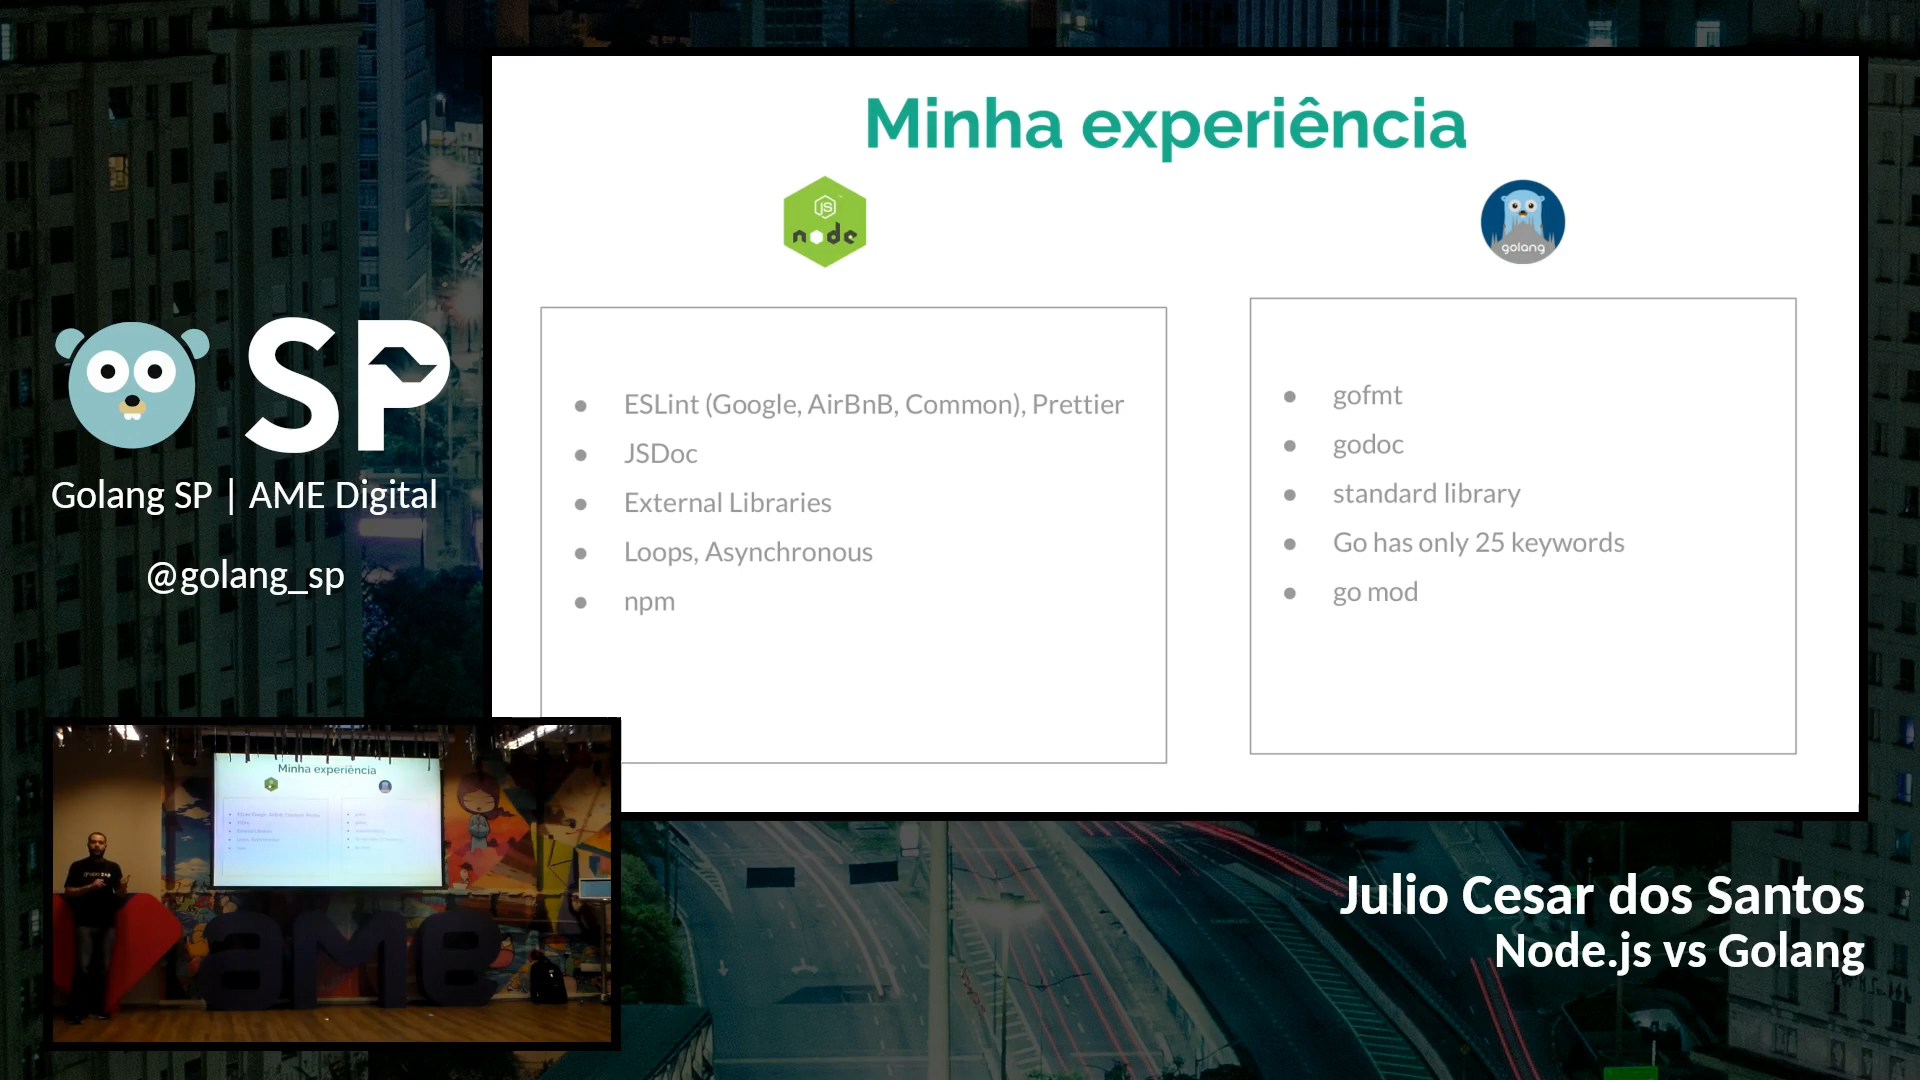 Minha experiência
JS
node
golang
ESLint (Google, AirBnB, Common), Prettier
JSDoc
External Libraries
Loops, Asynchronous
npm
gofmt
godoc
standard library
Go has only 25 keywords
go mod
SP
Golang SP | AME Digital
@golang_sp
Minha experiência
ame
Julio Cesar dos Santos
Node.js vs Golang